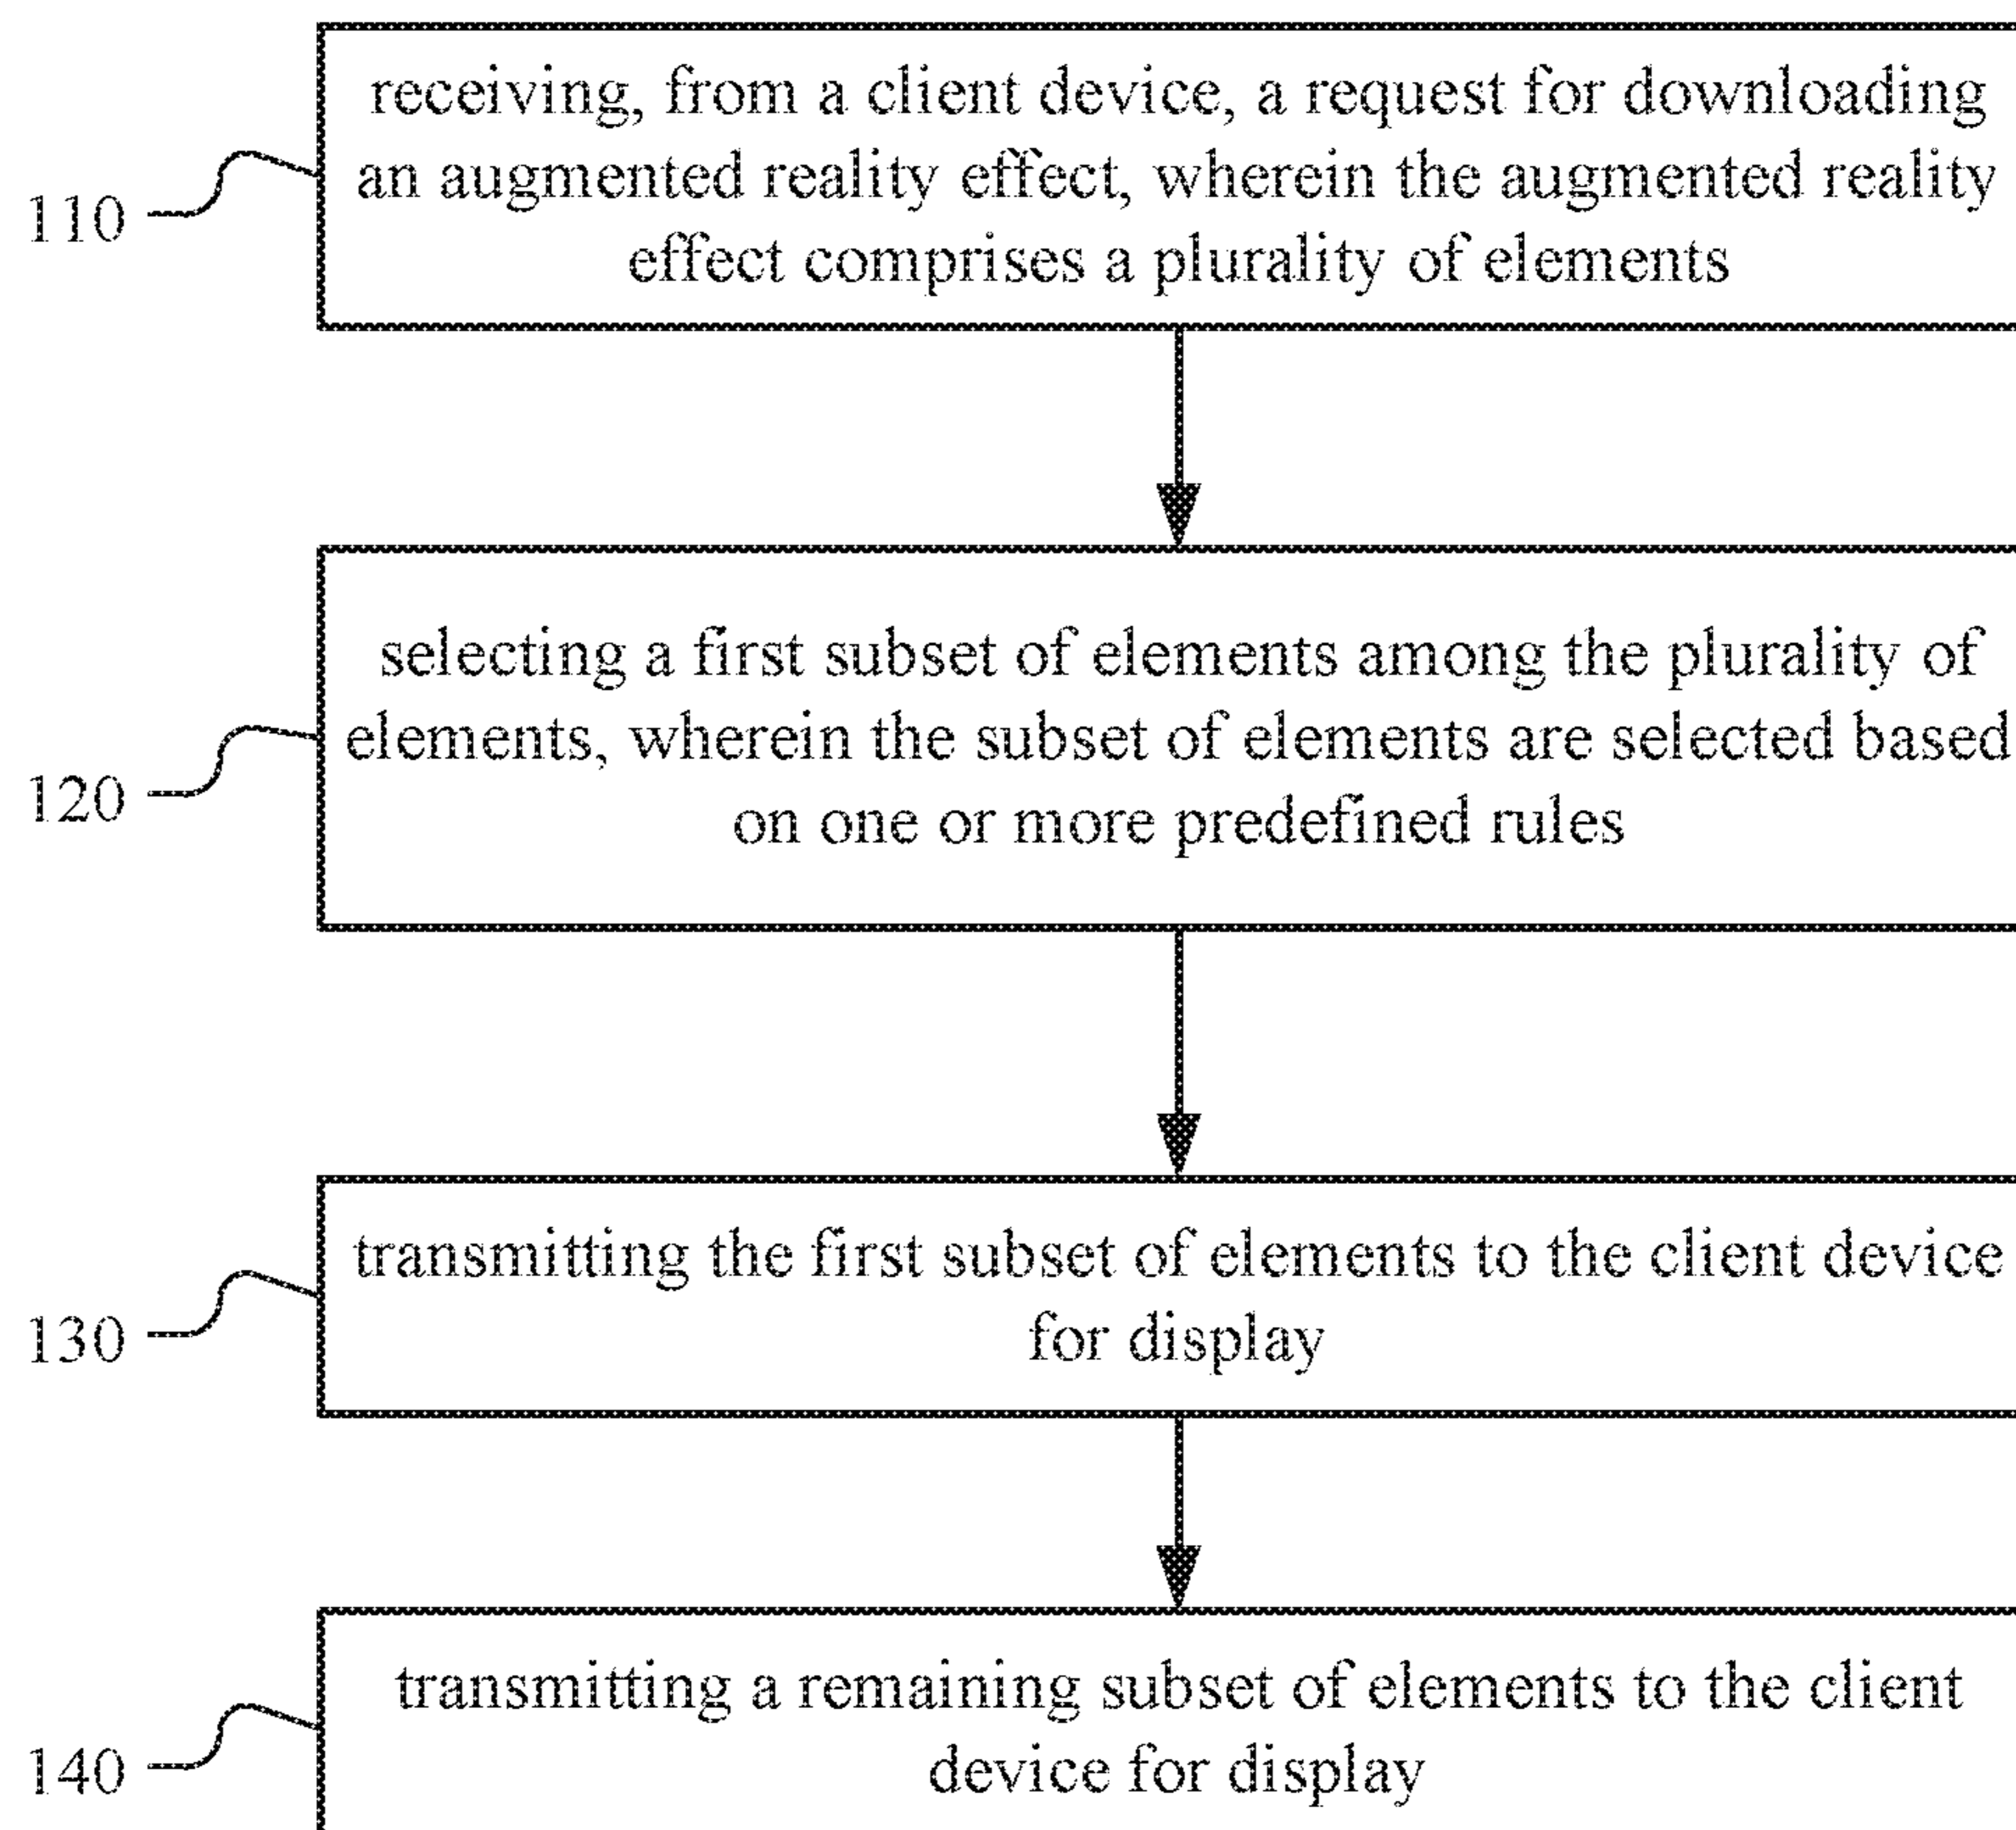 receiving, from a client device, a request for downloading
an augmented reality effect, wherein the augmented reality
effect comprises a plurality of elements
110
selecting a first subset of elements among the plurality of
elements, wherein the subset of elements are selected based
on one or more predefined rules
120
transmitting the first subset of elements to the client device
for display
130
transmitting a remaining subset of elements to the client
device for display
140